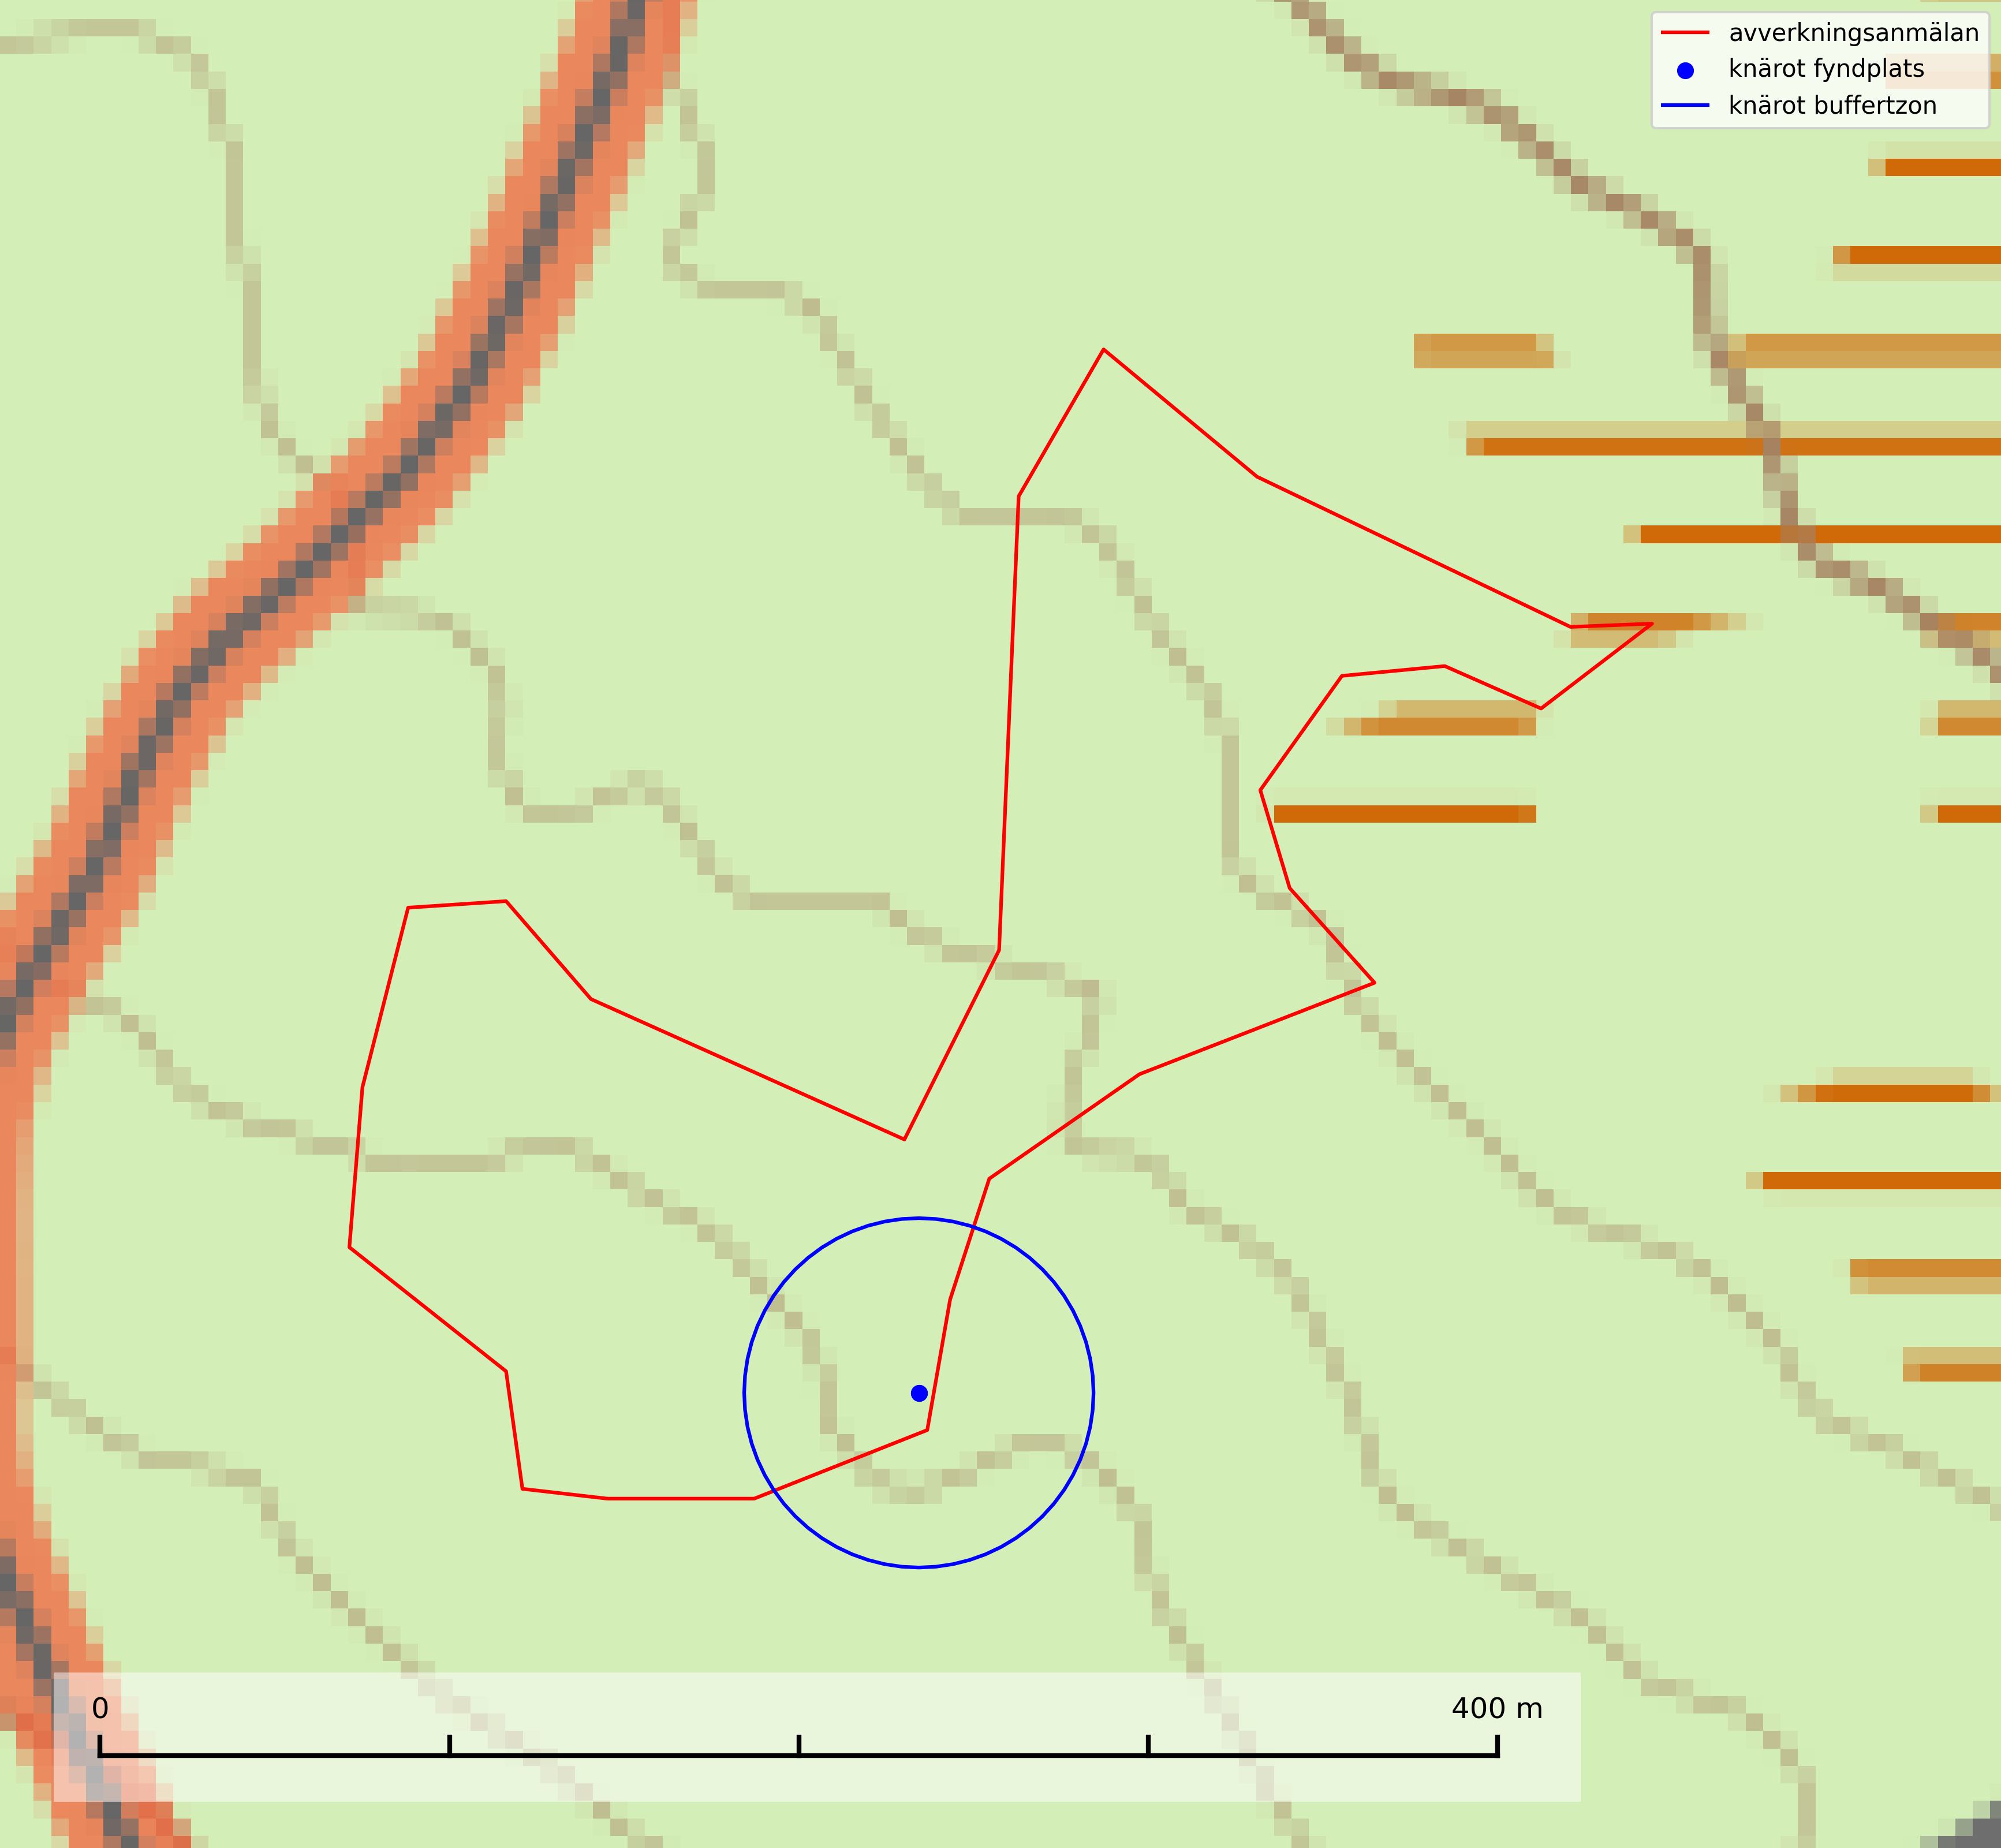 avverkningsanmälan
knärot fyndplats
knärot buffertzon
0
400 m